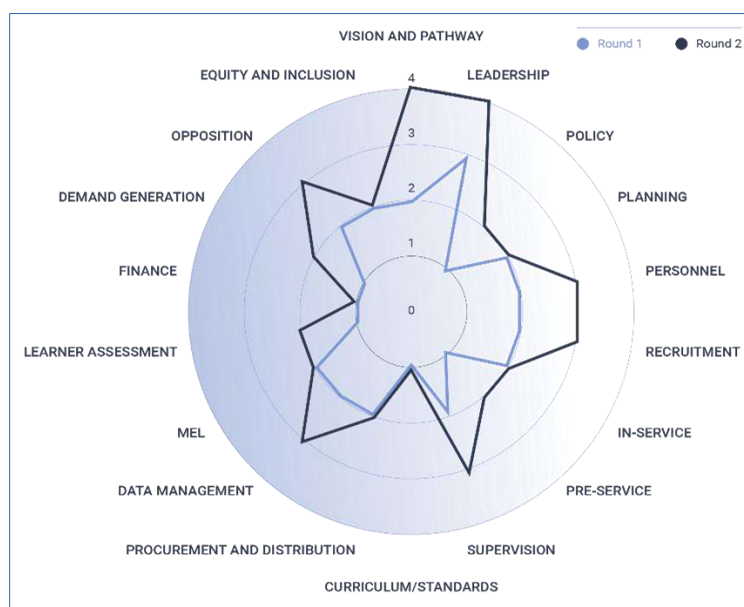 VISION AND PATHWAY
Round 1
Round 2
EQUITY AND INCLUSION
4
LEADERSHIP
OPPOSITION
POLICY
3
DEMAND GENERATION
2
PLANNING
FINANCE
1
PERSONNEL
0
LEARNER ASSESSMENT
RECRUITMENT
MEL
IN-SERVICE
DATA MANAGEMENT
PRE-SERVICE
PROCUREMENT AND DISTRIBUTION
SUPERVISION
CURRICULUM/STANDARDS